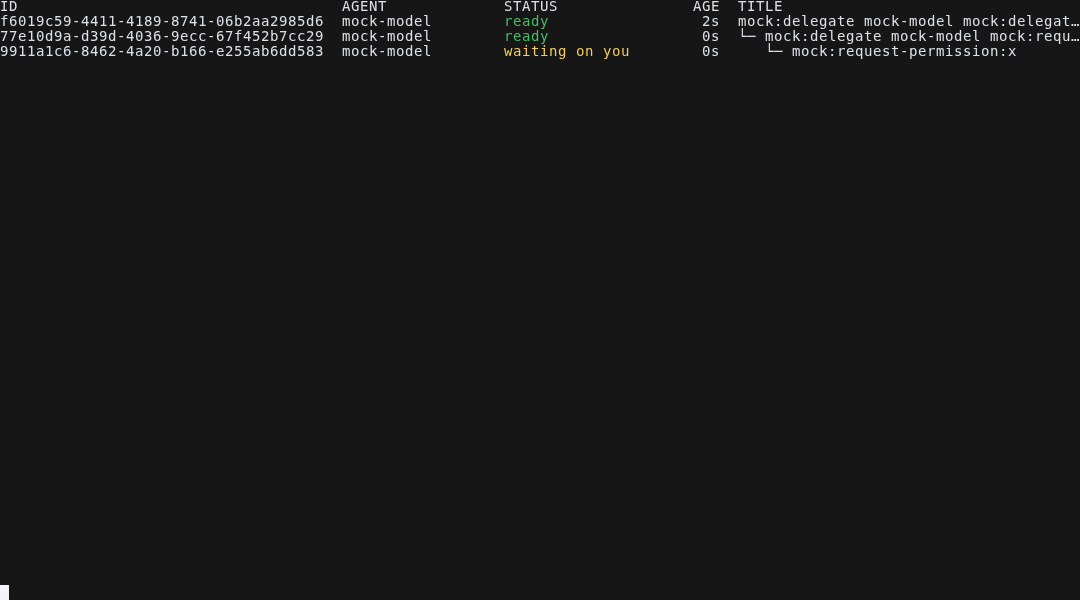 ID AGENT STATUS AGE TITLE
f6019c59-4411-4189-8741-06b2aa2985d6 mock-model ready 2s mock:delegate mock-model mock:delegat…
77e10d9a-d39d-4036-9ecc-67f452b7cc29 mock-model ready 0s └─ mock:delegate mock-model mock:requ…
9911a1c6-8462-4a20-b166-e255ab6dd583 mock-model waiting on you 0s └─ mock:request-permission:x